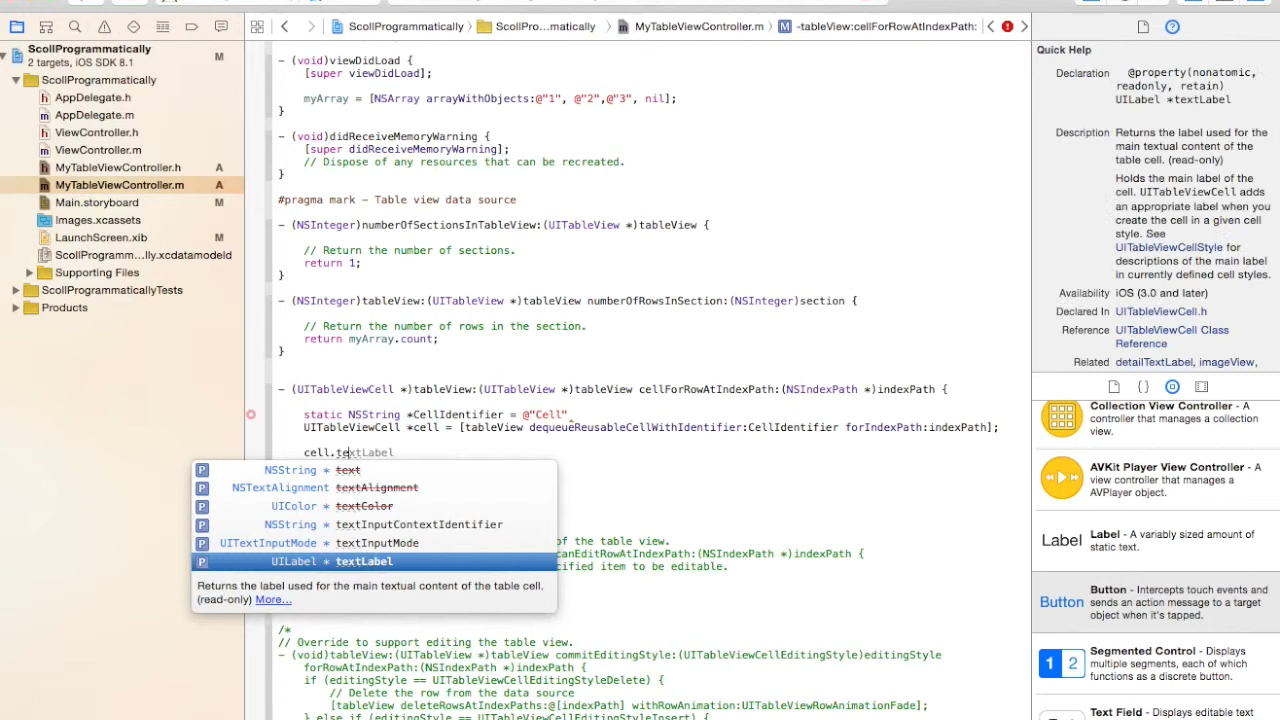 ScollProgrammatically
2 targets, iOS SDK 8.1
M
ScollProgrammatically
AppDelegate.h
AppDelegate.m
ViewController.h
ViewController.m
MyTableViewController.h
A
MyTableViewController.m
A
Main.storyboard
M
Images.xcassets
LaunchScreen.xib
M
ScollProgramm...lly.xcdatamodeld
Supporting Files
ScollProgrammaticallyTests
Products
ScollProgrammatically
ScollPro...matically
MyTableViewController.m
M
-tableView:cellForRowAtIndexPath:
- (void)viewDidLoad {
[super viewDidLoad];
myArray = [NSArray arrayWithObjects:@"1", @"2",@"3", nil];
}
- (void)didReceiveMemoryWarning {
[super didReceiveMemoryWarning];
// Dispose of any resources that can be recreated.
}
#pragma mark - Table view data source
- (NSInteger)numberOfSectionsInTableView:(UITableView *)tableView {
// Return the number of sections.
return 1;
}
- (NSInteger)tableView:(UITableView *)tableView numberOfRowsInSection:(NSInteger)section {
// Return the number of rows in the section.
return myArray.count;
}
- (UITableViewCell *)tableView:(UITableView *)tableView cellForRowAtIndexPath:(NSIndexPath *)indexPath {
static NSString *CellIdentifier = @"Cell"
UITableViewCell *cell = [tableView dequeueReusableCellWithIdentifier:CellIdentifier forIndexPath:indexPath];
cell.textLabel
P NSString * text
P NSTextAlignment * textAlignment
P UIColor * textColor
P NSString * textInputContextIdentifier
P UITextInputMode * textInputMode
P UILabel * textLabel
Returns the label used for the main textual content of the table cell.
(read-only) More...
of the table view.
canEditRowAtIndexPath:(NSIndexPath *)indexPath {
cified item to be editable.
/*
// Override to support editing the table view.
- (void)tableView:(UITableView *)tableView commitEditingStyle:(UITableViewCellEditingStyle)editingStyle
forRowAtIndexPath:(NSIndexPath *)indexPath {
if (editingStyle == UITableViewCellEditingStyleDelete) {
// Delete the row from the data source
[tableView deleteRowsAtIndexPaths:@[indexPath] withRowAnimation:UITableViewRowAnimationFade];
} else if (editingStyle == UITableViewCellEditingStyleInsert) {
Quick Help
Declaration @property(nonatomic,
readonly, retain)
UILabel *textLabel
Description Returns the label used for the
main textual content of the
table cell. (read-only)
Holds the main label of the
cell. UITableViewCell adds
an appropriate label when you
create the cell in a given cell
style. See
UITableViewCellStyle for
descriptions of the main label
in currently defined cell styles.
Availability iOS (3.0 and later)
Declared In UITableViewCell.h
Reference UITableViewCell Class
Reference
Related detailTextLabel, imageView,
{ }
Collection View Controller - A
controller that manages a collection
view.
AVKit Player View Controller - A
view controller that manages a
AVPlayer object.
Label
Label - A variably sized amount of
static text.
Button
Button - Intercepts touch events and
sends an action message to a target
object when it's tapped.
1 2
Segmented Control - Displays
multiple segments, each of which
functions as a discrete button.
Text Field - Displays editable text